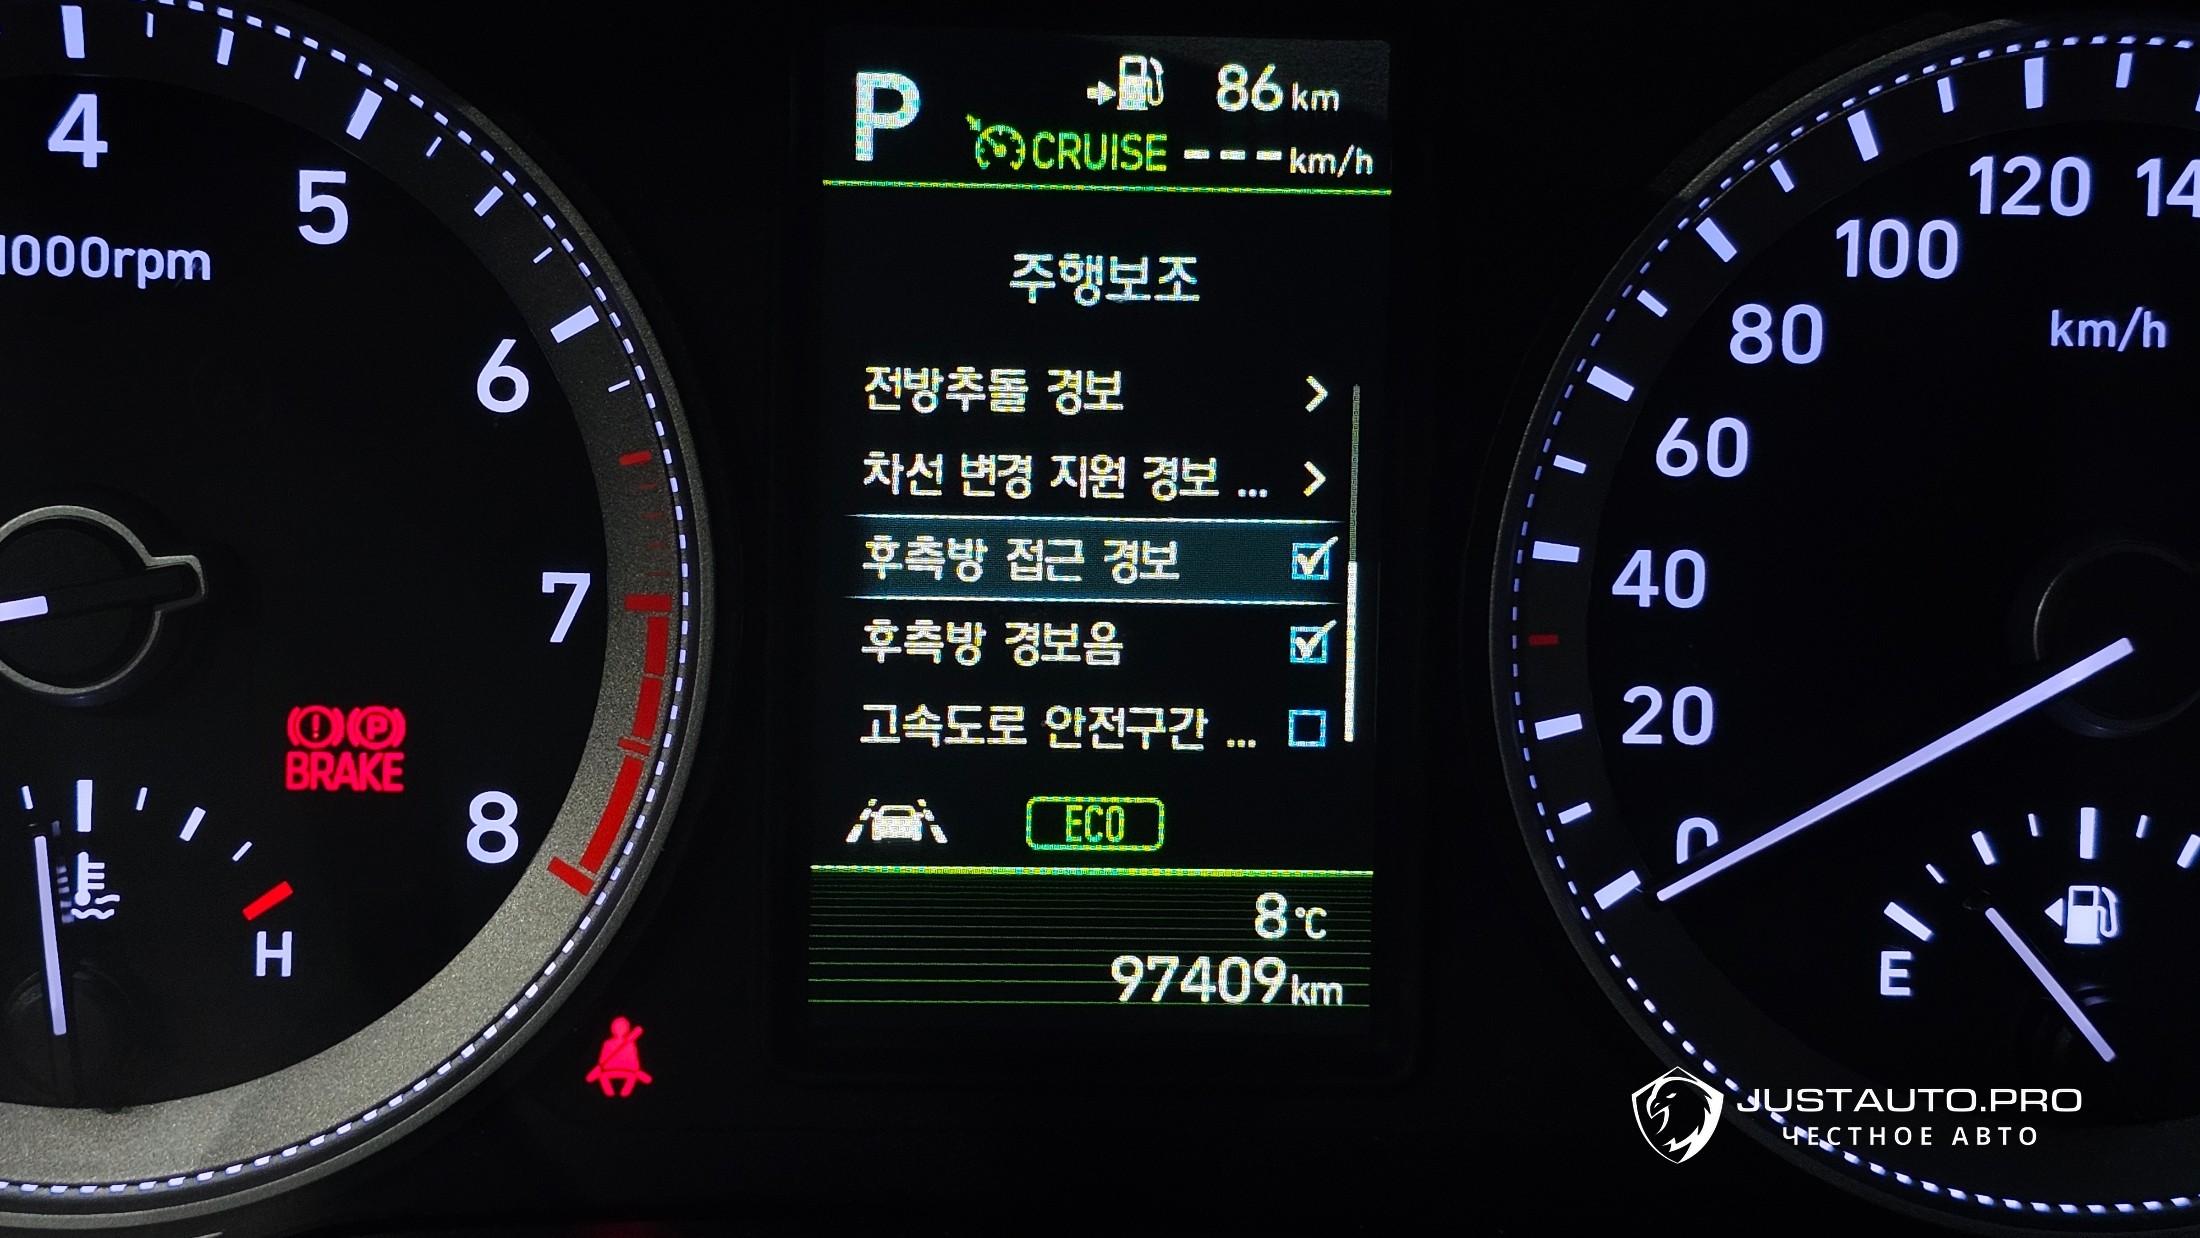 4
5
6
7
8
1000rpm
BRAKE
H
P
86 km
CRUISE ---km/h
주행보조
전방추돌 경보
차선 변경 지원 경보 ...
후측방 접근 경보
후측방 경보음
고속도로 안전구간 ...
ECO
8°C
97409km
0
20
40
60
80
100
120
km/h
E
JUSTAUTO.PRO
ЧЕСТНОЕ АВТО